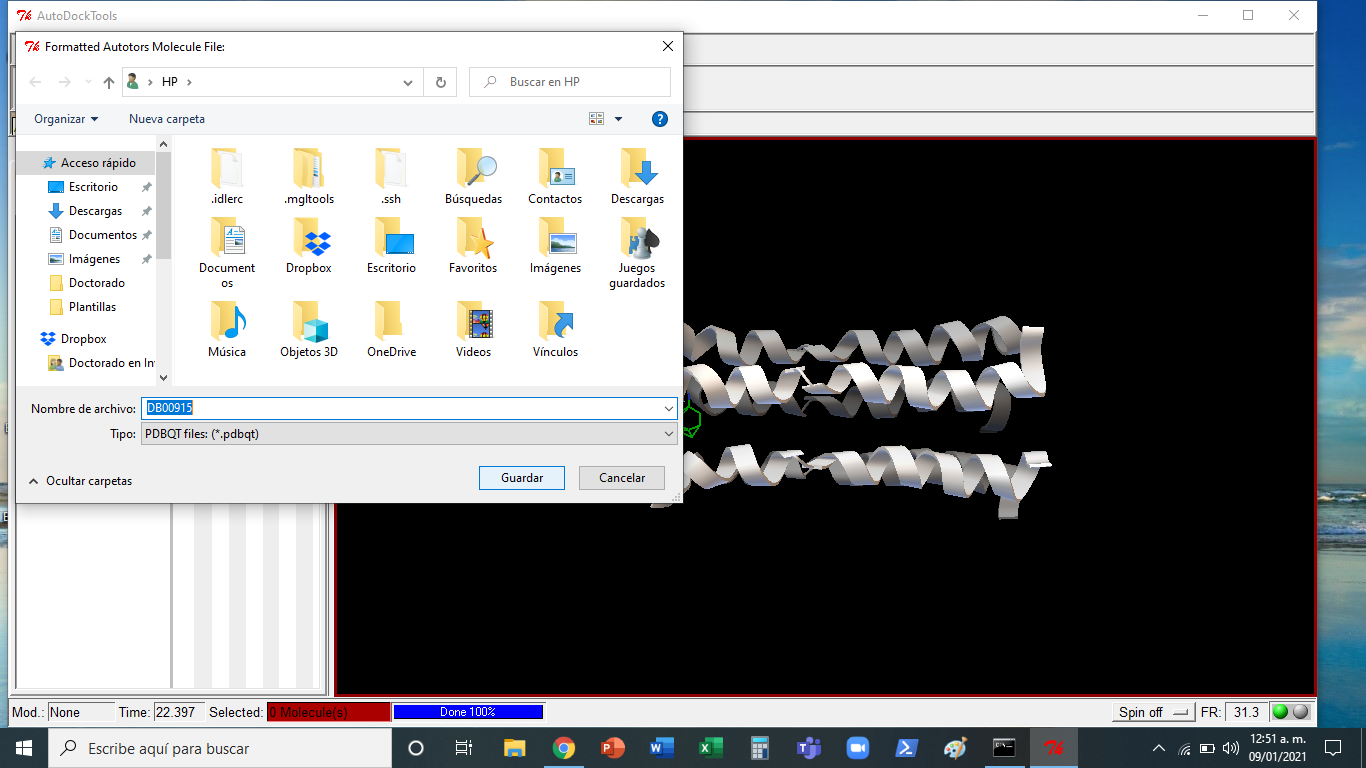 AutoDockTools
Formatted Autotors Molecule File:
HP
Buscar en HP
Organizar
Nueva carpeta
Acceso rápido
Escritorio
Descargas
Documentos
Imágenes
Doctorado
Plantillas
Dropbox
Doctorado en In
.idlerc
.mgltools
.ssh
Búsquedas
Contactos
Descargas
Document
os
Dropbox
Escritorio
Favoritos
Imágenes
Juegos
guardados
Música
Objetos 3D
OneDrive
Videos
Vínculos
Nombre de archivo: DB00915
Tipo: PDBQT files: (*.pdbqt)
Ocultar carpetas
Guardar
Cancelar
Mod.: None Time: 22.397 Selected: 0 Molecule(s) Done 100% Spin off FR: 31.3
Escribe aquí para buscar
12:51 a. m.
09/01/2021